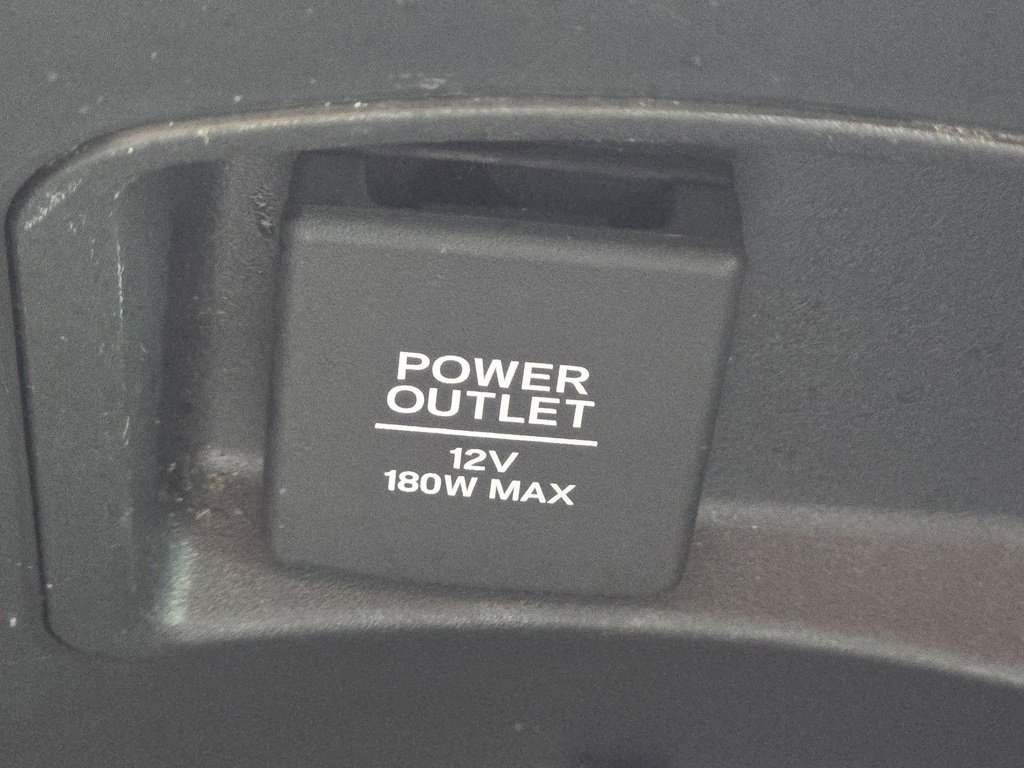 POWER
OUTLET
12V
180W MAX